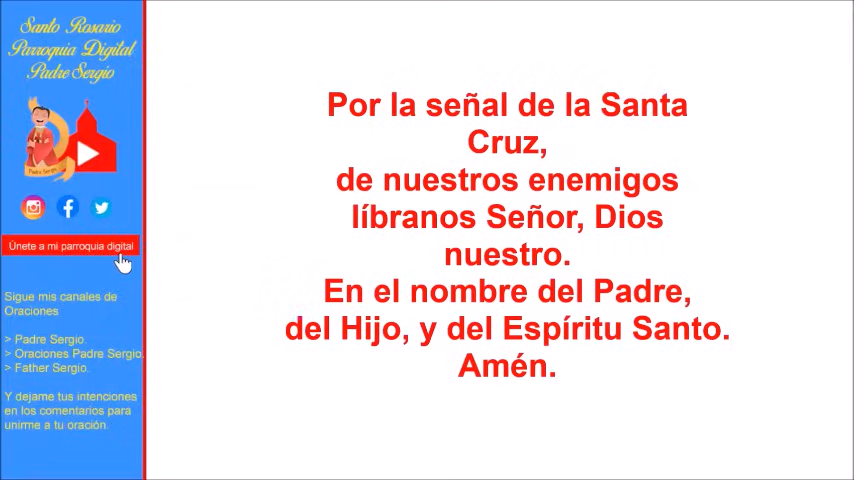 Santo Rosario
Parroquia Digital
Padre Sergio
Padre Sergio
Únete a mi parroquia digital
Sigue mis canales de
Oraciones
> Padre Sergio.
> Oraciones Padre Sergio.
> Father Sergio.
Y dejame tus intenciones
en los comentarios para
unirme a tu oración.
Por la señal de la Santa
Cruz,
de nuestros enemigos
líbranos Señor, Dios
nuestro.
En el nombre del Padre,
del Hijo, y del Espíritu Santo.
Amén.